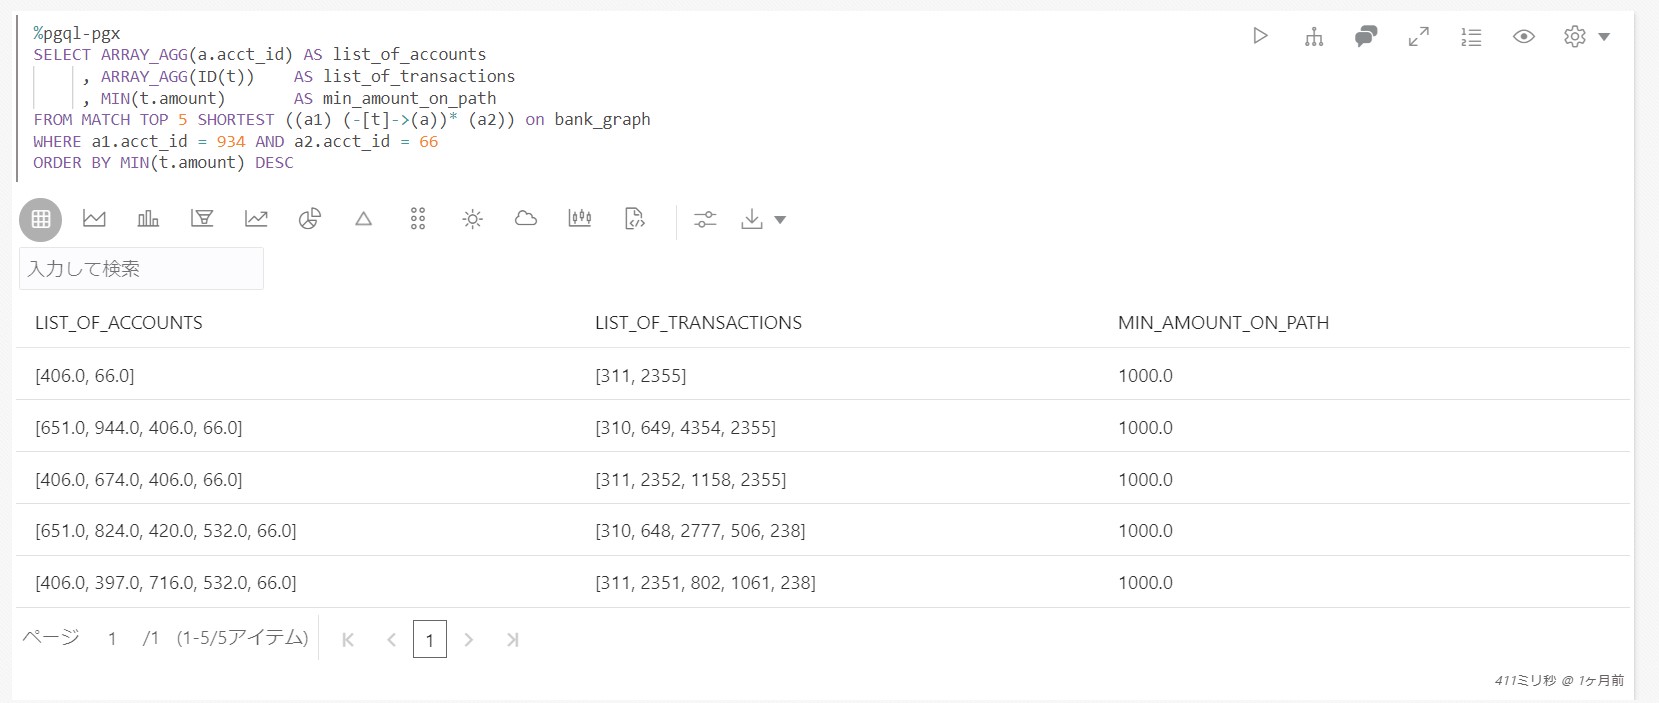 %pgql-pgx
SELECT ARRAY_AGG(a.acct_id) AS list_of_accounts
, ARRAY_AGG(ID(t)) AS list_of_transactions
, MIN(t.amount) AS min_amount_on_path
FROM MATCH TOP 5 SHORTEST ((a1) (-[t]->(a))* (a2)) on bank_graph
WHERE a1.acct_id = 934 AND a2.acct_id = 66
ORDER BY MIN(t.amount) DESC
入力して検索
LIST_OF_ACCOUNTS LIST_OF_TRANSACTIONS MIN_AMOUNT_ON_PATH
[406.0, 66.0] [311, 2355] 1000.0
[651.0, 944.0, 406.0, 66.0] [310, 649, 4354, 2355] 1000.0
[406.0, 674.0, 406.0, 66.0] [311, 2352, 1158, 2355] 1000.0
[651.0, 824.0, 420.0, 532.0, 66.0] [310, 648, 2777, 506, 238] 1000.0
[406.0, 397.0, 716.0, 532.0, 66.0] [311, 2351, 802, 1061, 238] 1000.0
ページ 1 /1 (1-5/5アイテム) 1
411ミリ秒 @ 1ヶ月前